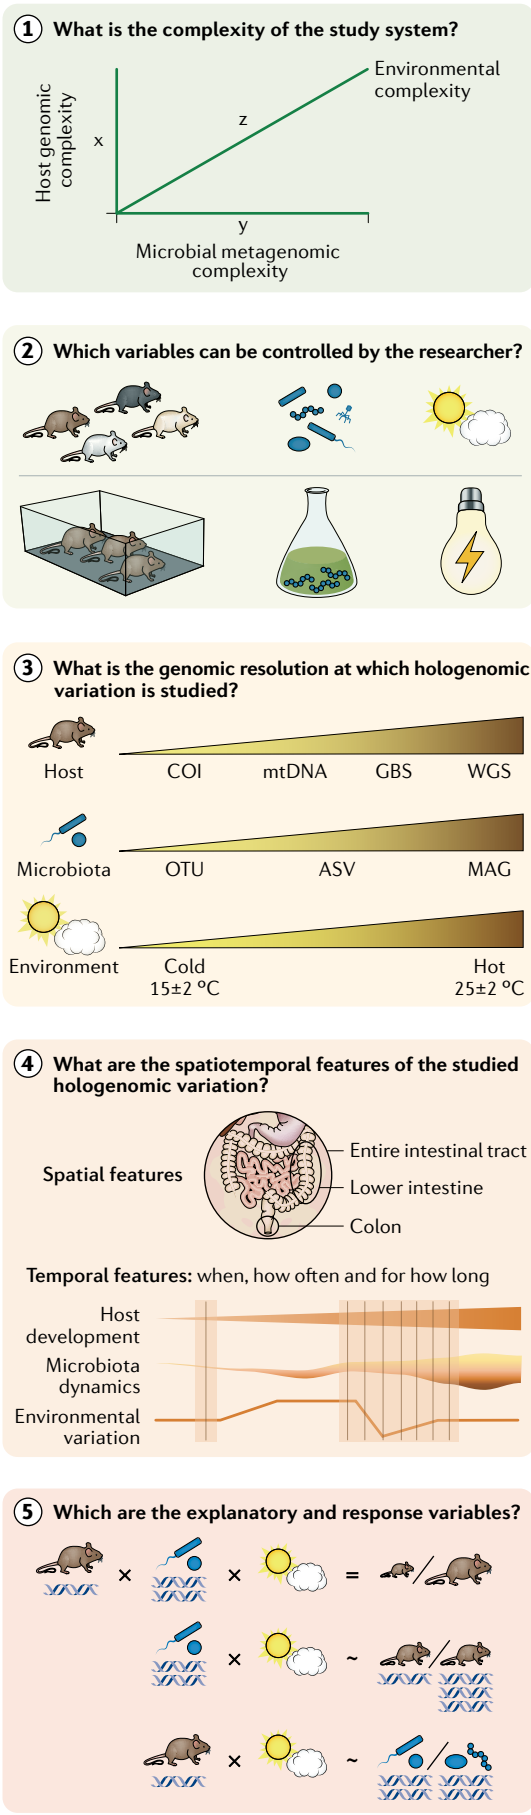 1 What is the complexity of the study system?
Host genomic
complexity
x
z
Environmental
complexity
y
Microbial metagenomic
complexity
2 Which variables can be controlled by the researcher?
3 What is the genomic resolution at which hologenomic
variation is studied?
Host
COI mtDNA GBS WGS
Microbiota
OTU ASV MAG
Environment
Cold
15±2 ºC
Hot
25±2 ºC
4 What are the spatiotemporal features of the studied
hologenomic variation?
Spatial features
Entire intestinal tract
Lower intestine
Colon
Temporal features: when, how often and for how long
Host
development
Microbiota
dynamics
Environmental
variation
5 Which are the explanatory and response variables?
× × = /
× ~ /
× ~ /